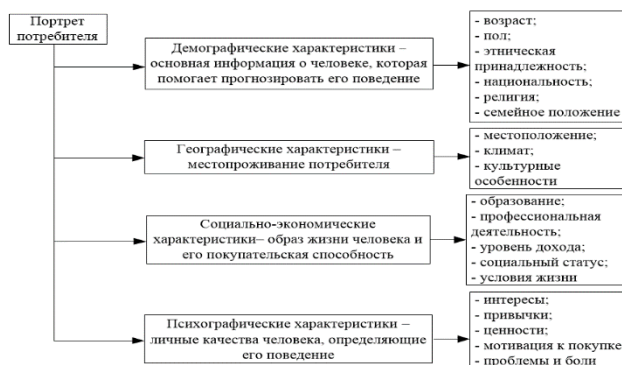 Портрет
потребителя
Демографические характеристики –
основная информация о человеке, которая
помогает прогнозировать его поведение
- возраст;
- пол;
- этническая
принадлежность;
- национальность;
- религия;
- семейное положение
Географические характеристики –
местопроживание потребителя
- местоположение;
- климат;
- культурные
особенности
Социально-экономические
характеристики– образ жизни человека и
его покупательская способность
- образование;
- профессиональная
деятельность;
- уровень дохода;
- социальный статус;
- условия жизни
Психографические характеристики –
личные качества человека, определяющие
его поведение
- интересы;
- привычки;
- ценности;
- мотивация к покупке
- проблемы и боли